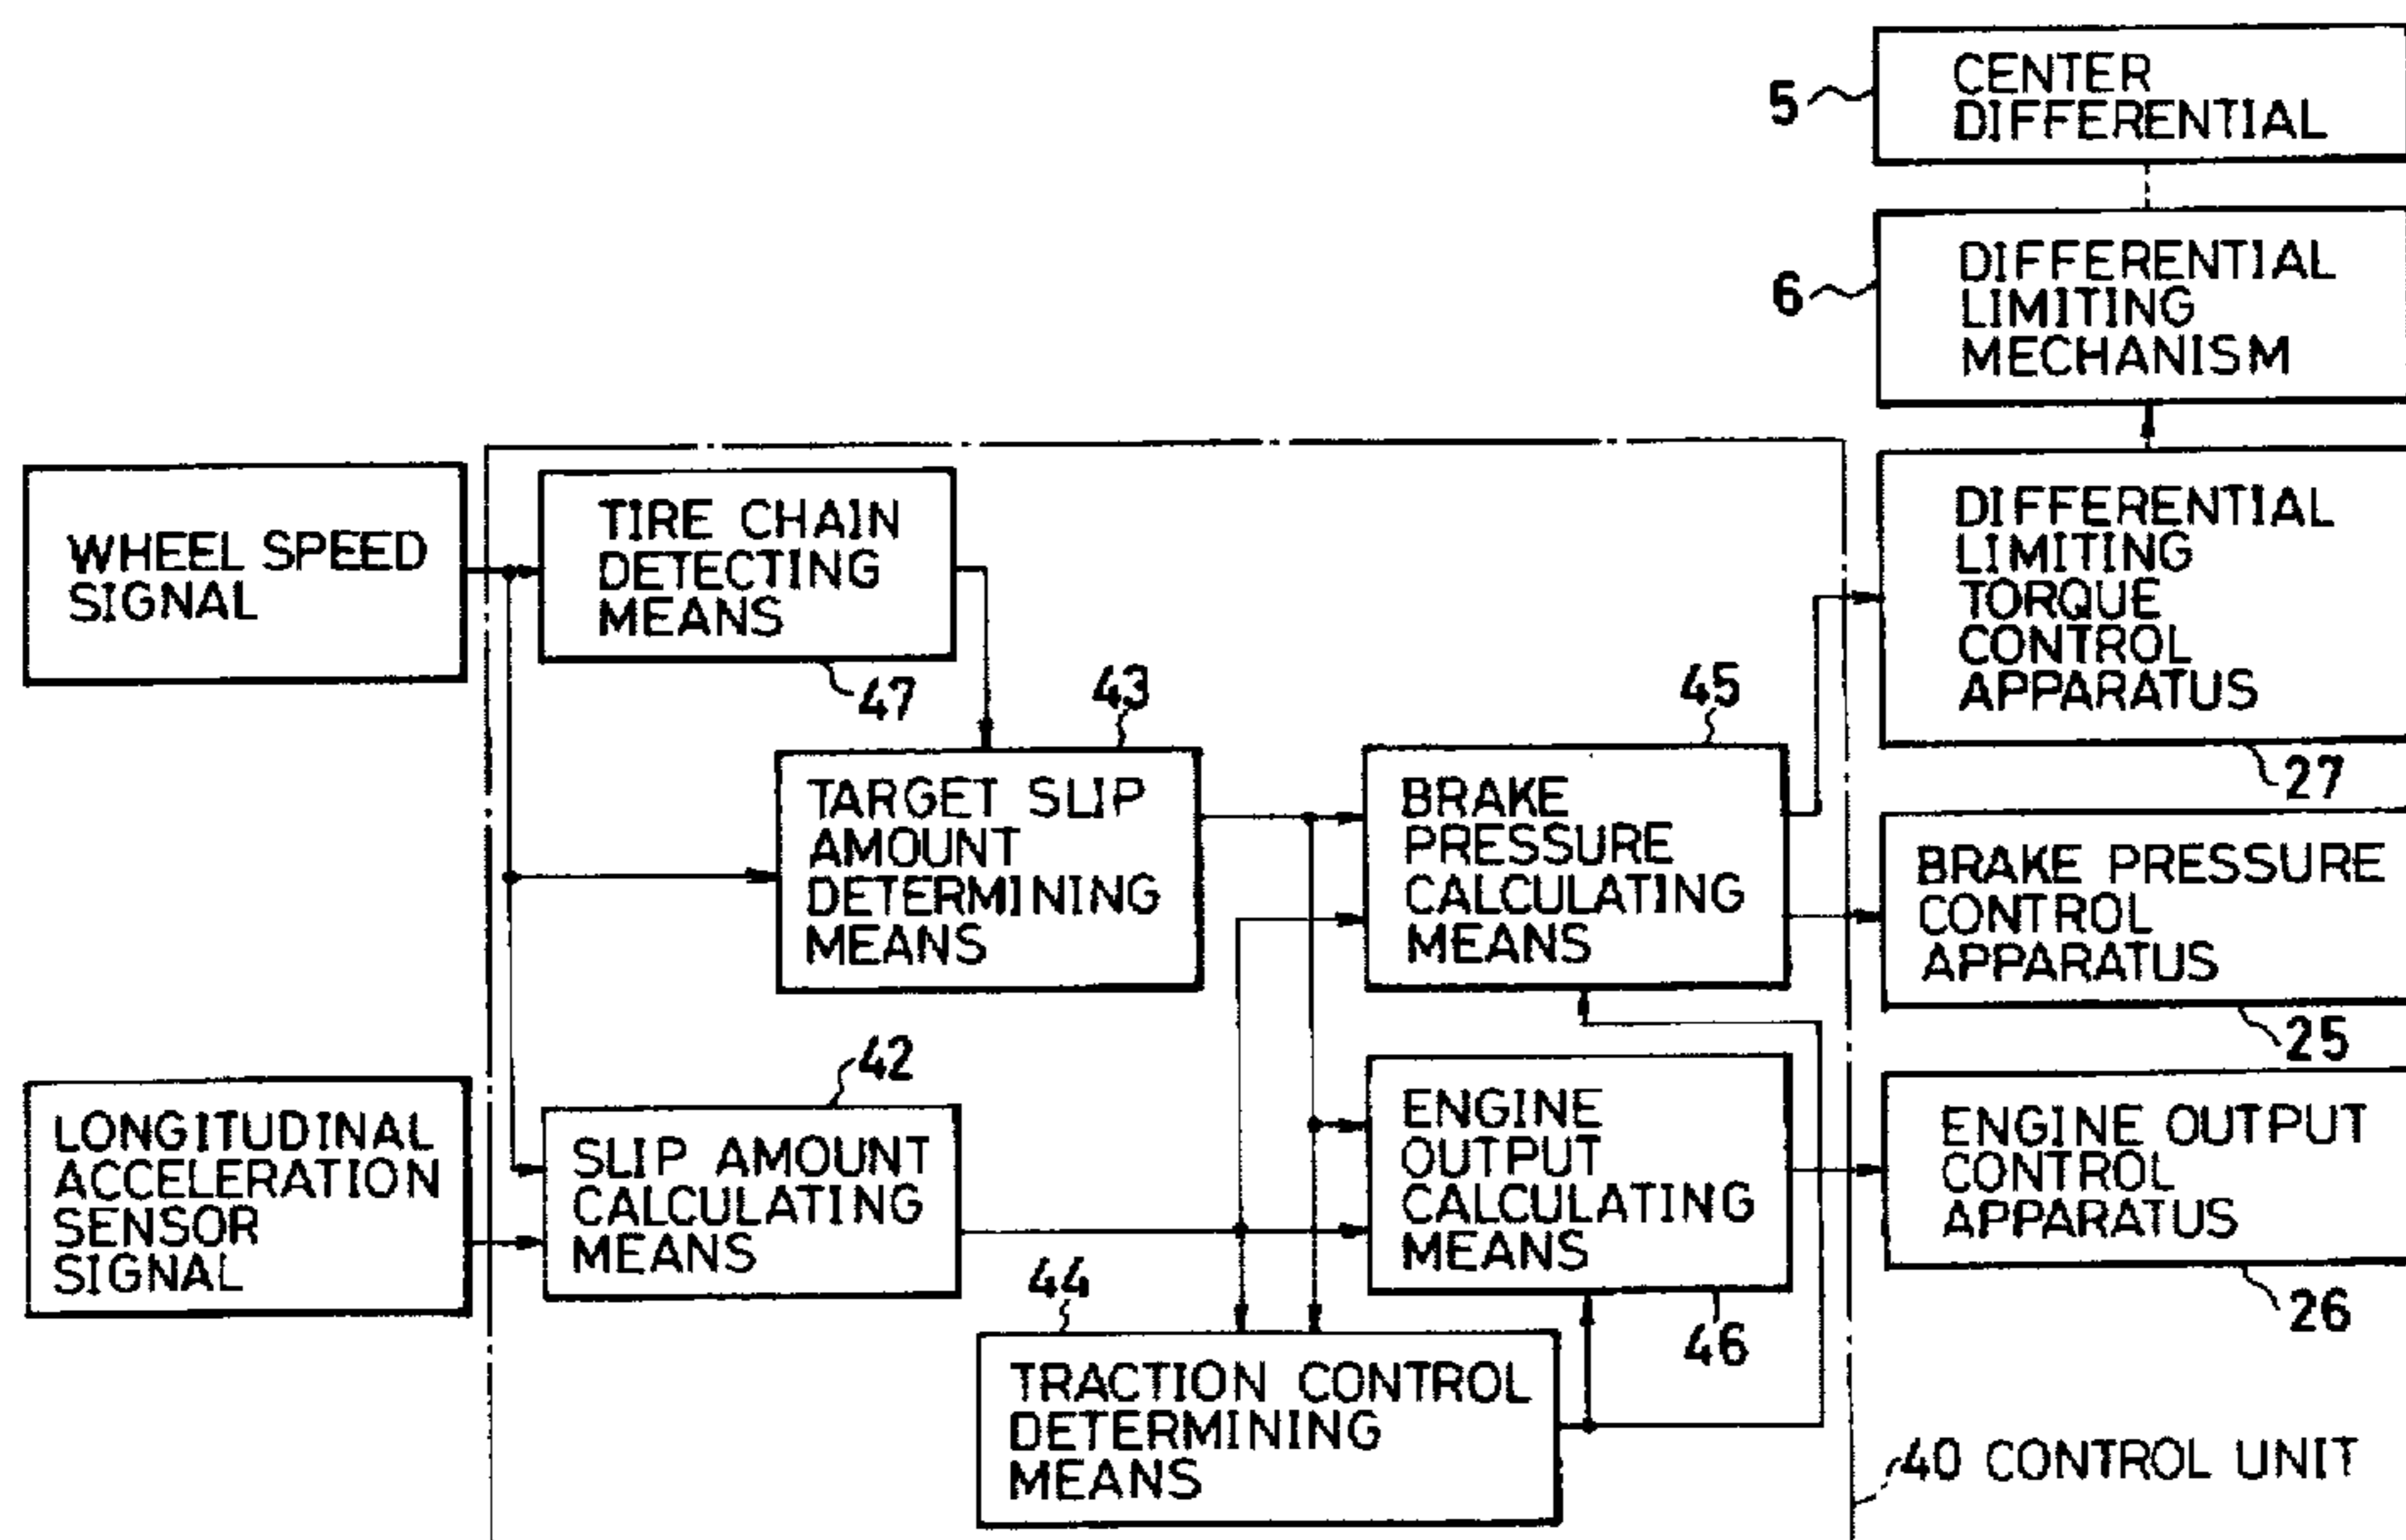 CENTER
DIFFERENTIAL
5
DIFFERENTIAL
LIMITING
MECHANISM
6
WHEEL SPEED
SIGNAL
TIRE CHAIN
DETECTING
MEANS
47
DIFFERENTIAL
LIMITING
TORQUE
CONTROL
APPARATUS
27
43
TARGET SLIP
AMOUNT
DETERMINING
MEANS
45
BRAKE
PRESSURE
CALCULATING
MEANS
BRAKE PRESSURE
CONTROL
APPARATUS
25
LONGITUDINAL
ACCELERATION
SENSOR
SIGNAL
42
SLIP AMOUNT
CALCULATING
MEANS
ENGINE
OUTPUT
CALCULATING
MEANS
46
ENGINE OUTPUT
CONTROL
APPARATUS
26
44
TRACTION CONTROL
DETERMINING
MEANS
40 CONTROL UNIT